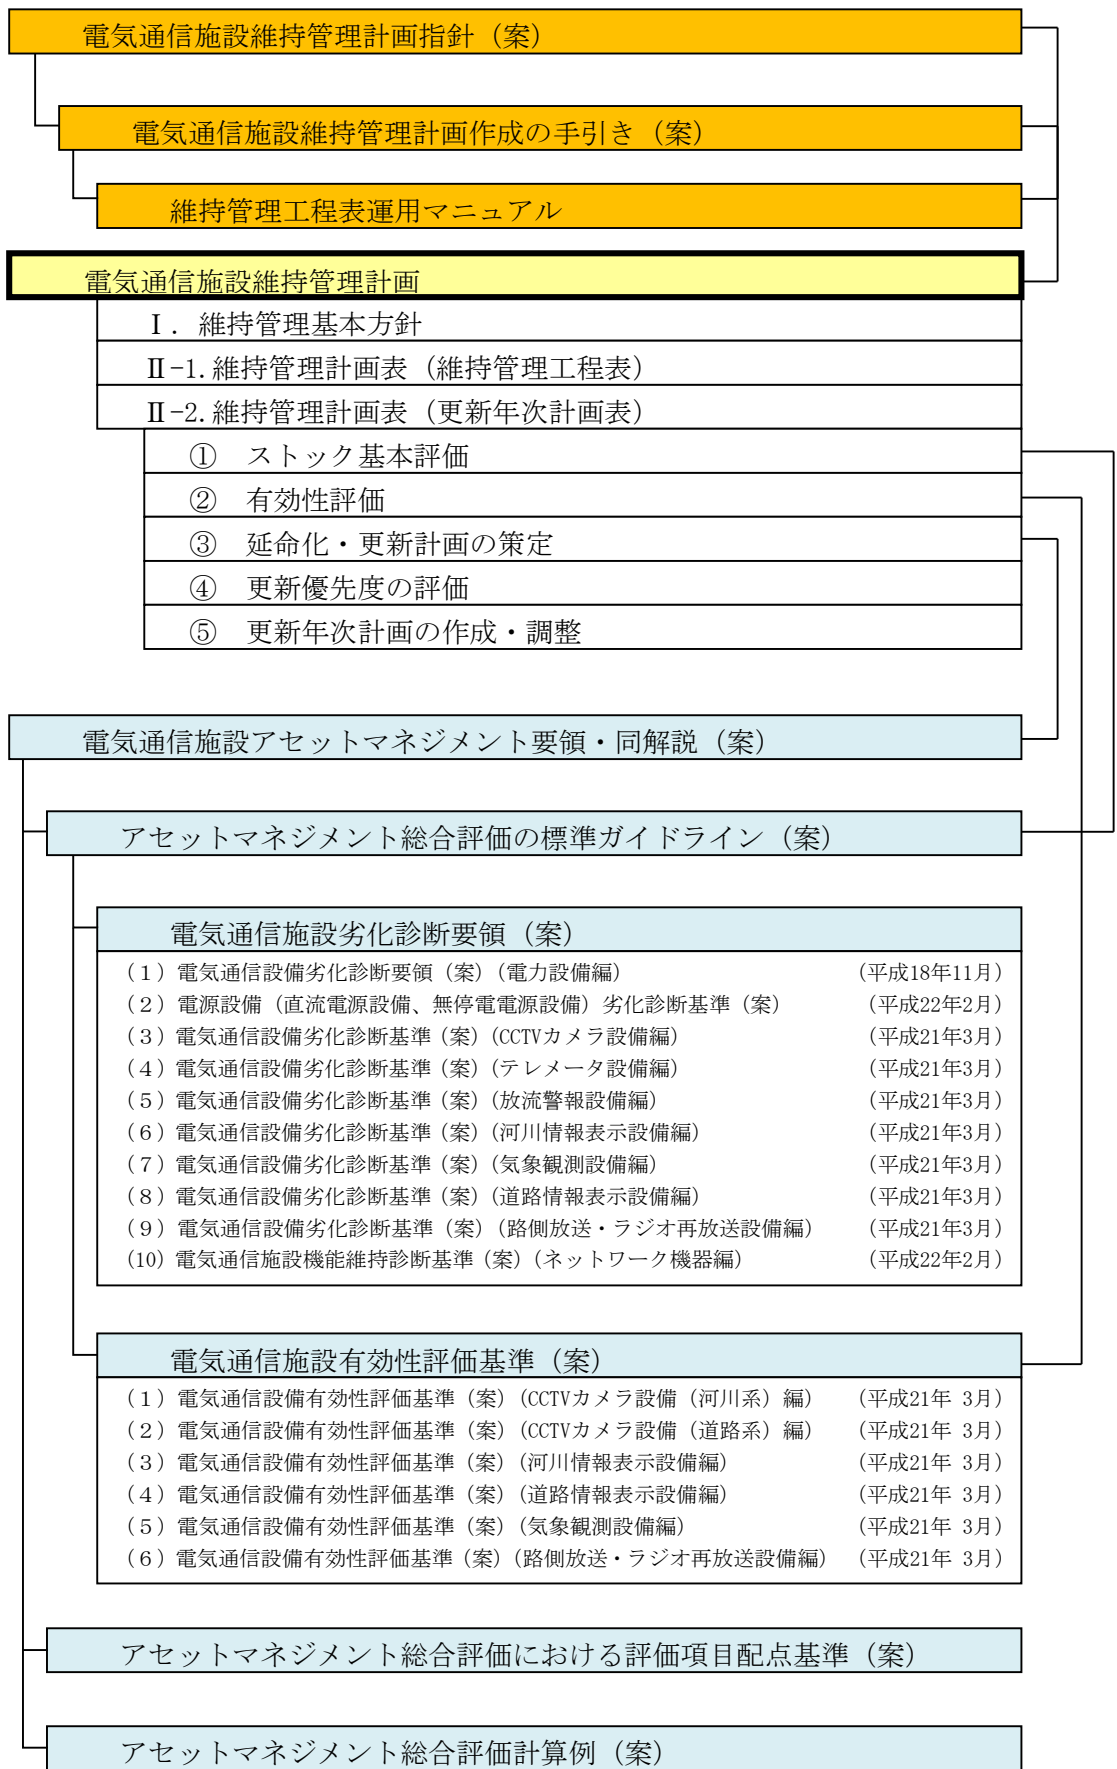 電気通信施設維持管理計画指針（案）
電気通信施設維持管理計画作成の手引き（案）
維持管理工程表運用マニュアル
電気通信施設維持管理計画
Ⅰ．維持管理基本方針
Ⅱ-1.維持管理計画表（維持管理工程表）
Ⅱ-2.維持管理計画表（更新年次計画表）
①　ストック基本評価
②　有効性評価
③　延命化・更新計画の策定
④　更新優先度の評価
⑤　更新年次計画の作成・調整
電気通信施設アセットマネジメント要領・同解説（案）
アセットマネジメント総合評価の標準ガイドライン（案）
電気通信施設劣化診断要領（案）
（１）電気通信設備劣化診断要領（案）（電力設備編）　（平成18年11月）
（２）電源設備（直流電源設備、無停電電源設備）劣化診断基準（案）　（平成22年2月）
（３）電気通信設備劣化診断基準（案）（CCTVカメラ設備編）　（平成21年3月）
（４）電気通信設備劣化診断基準（案）（テレメータ設備編）　（平成21年3月）
（５）電気通信設備劣化診断基準（案）（放流警報設備編）　（平成21年3月）
（６）電気通信設備劣化診断基準（案）（河川情報表示設備編）　（平成21年3月）
（７）電気通信設備劣化診断基準（案）（気象観測設備編）　（平成21年3月）
（８）電気通信設備劣化診断基準（案）（道路情報表示設備編）　（平成21年3月）
（９）電気通信設備劣化診断基準（案）（路側放送・ラジオ再放送設備編）　（平成21年3月）
（10）電気通信施設機能維持診断基準（案）（ネットワーク機器編）　（平成22年2月）
電気通信施設有効性評価基準（案）
（１）電気通信設備有効性評価基準（案）（CCTVカメラ設備（河川系）編）　（平成21年 3月）
（２）電気通信設備有効性評価基準（案）（CCTVカメラ設備（道路系）編）　（平成21年 3月）
（３）電気通信設備有効性評価基準（案）（河川情報表示設備編）　（平成21年 3月）
（４）電気通信設備有効性評価基準（案）（道路情報表示設備編）　（平成21年 3月）
（５）電気通信設備有効性評価基準（案）（気象観測設備編）　（平成21年 3月）
（６）電気通信設備有効性評価基準（案）（路側放送・ラジオ再放送設備編）　（平成21年 3月）
アセットマネジメント総合評価における評価項目配点基準（案）
アセットマネジメント総合評価計算例（案）